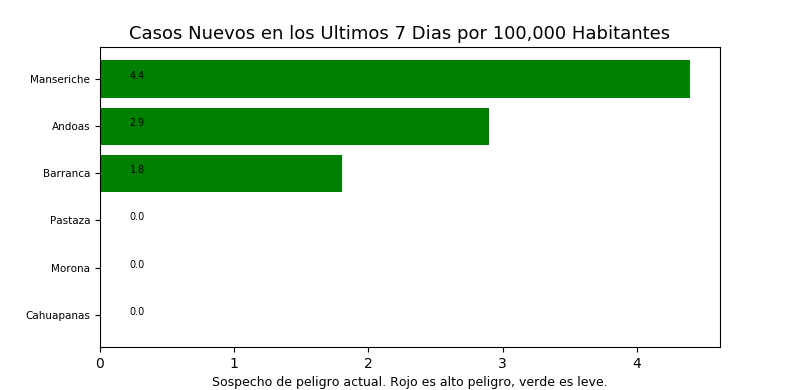 Casos Nuevos en los Ultimos 7 Dias por 100,000 Habitantes
Manseriche 4.4
Andoas 2.9
Barranca 1.8
Pastaza 0.0
Morona 0.0
Cahuapanas 0.0
0 1 2 3 4
Sospecho de peligro actual. Rojo es alto peligro, verde es leve.